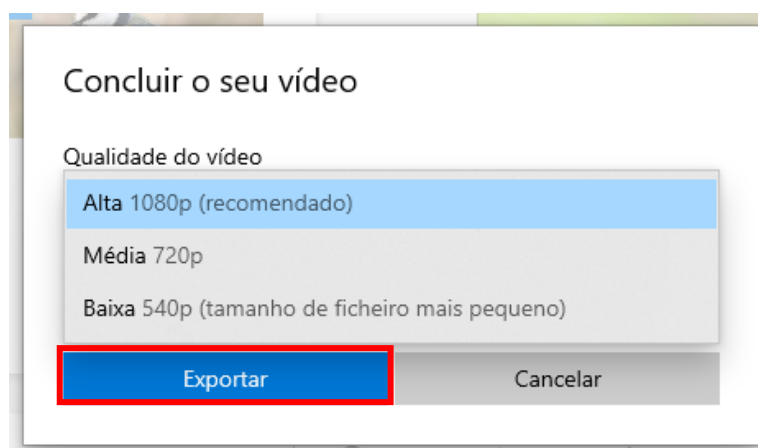 Concluir o seu vídeo
Qualidade do vídeo
Alta 1080p (recomendado)
Média 720p
Baixa 540p (tamanho de ficheiro mais pequeno)
Exportar
Cancelar